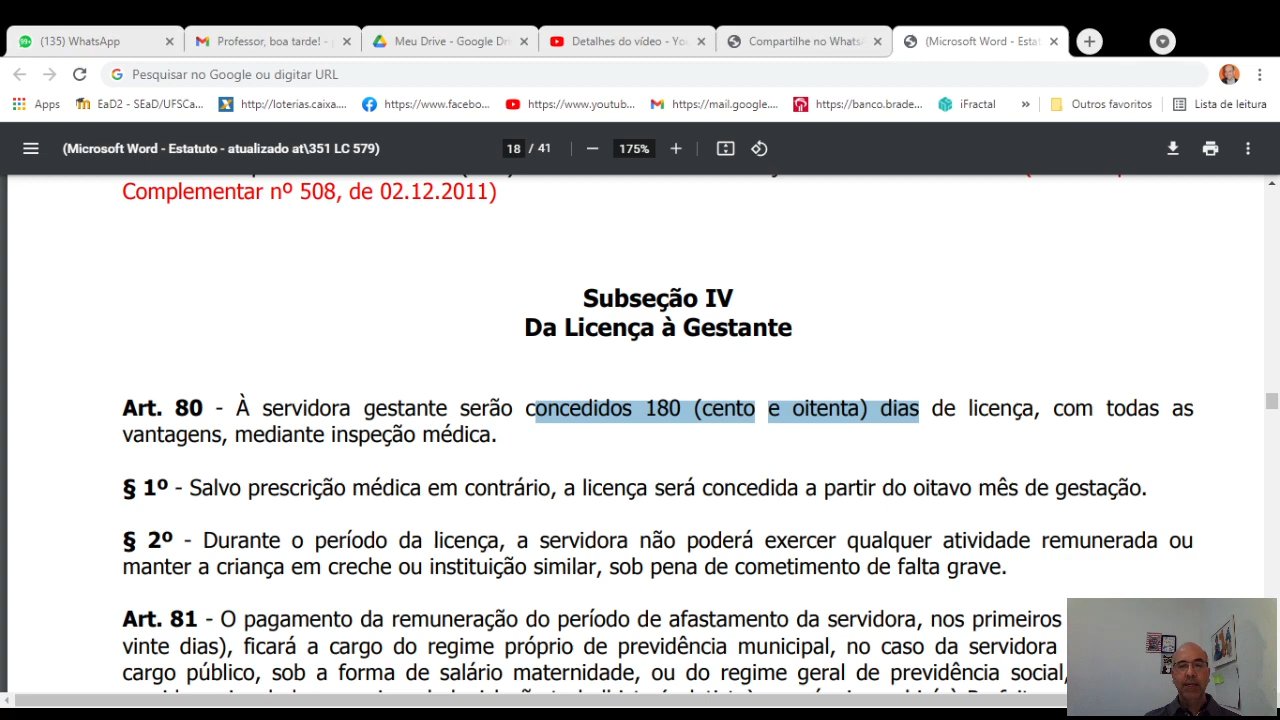 (135) WhatsApp
Professor, boa tarde! -
Meu Drive - Google Dr
Detalhes do vídeo - Yo
Compartilhe no Whats
(Microsoft Word - Estat
Pesquisar no Google ou digitar URL
Apps
EaD2 - SEaD/UFSCa...
http://loterias.caixa....
https://www.facebo...
https://www.youtub...
https://mail.google....
https://banco.brade...
iFractal
»
Outros favoritos
Lista de leitura
(Microsoft Word - Estatuto - atualizado at\351 LC 579)
18 / 41
175%
Complementar nº 508, de 02.12.2011)
Subseção IV
Da Licença à Gestante
Art. 80 - À servidora gestante serão concedidos 180 (cento e oitenta) dias de licença, com todas as
vantagens, mediante inspeção médica.
§ 1º - Salvo prescrição médica em contrário, a licença será concedida a partir do oitavo mês de gestação.
§ 2º - Durante o período da licença, a servidora não poderá exercer qualquer atividade remunerada ou
manter a criança em creche ou instituição similar, sob pena de cometimento de falta grave.
Art. 81 - O pagamento da remuneração do período de afastamento da servidora, nos primeiros
vinte dias), ficará a cargo do regime próprio de previdência municipal, no caso da servidora
cargo público, sob a forma de salário maternidade, ou do regime geral de previdência social,